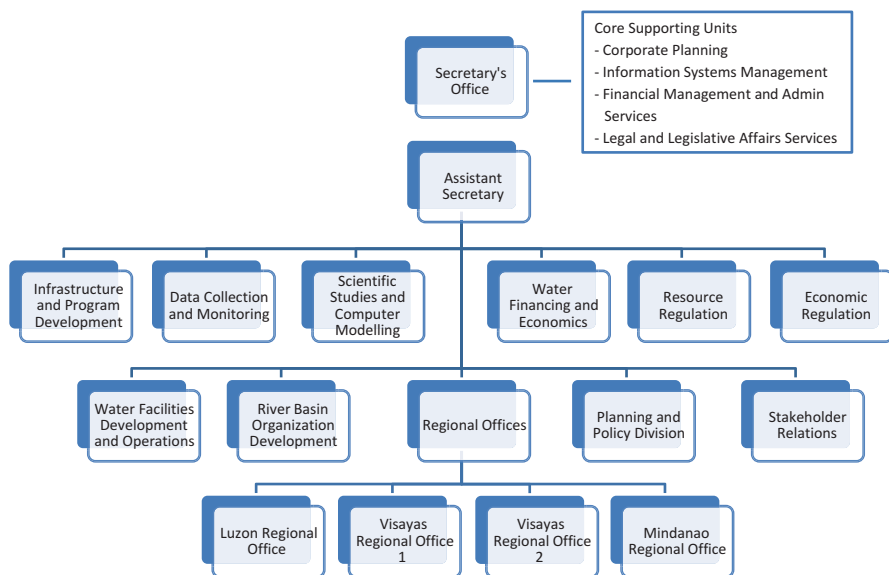 Core Supporting Units
- Corporate Planning
- Information Systems Management
- Financial Management and Admin
Services
- Legal and Legislative Affairs Services
Secretary's
Office
Assistant
Secretary
Infrastructure
and Program
Development
Data Collection
and Monitoring
Scientific
Studies and
Computer
Modelling
Water
Financing and
Economics
Resource
Regulation
Economic
Regulation
Water Facilities
Development
and Operations
River Basin
Organization
Development
Regional Offices
Planning and
Policy Division
Stakeholder
Relations
Luzon Regional
Office
Visayas
Regional Office
1
Visayas
Regional Office
2
Mindanao
Regional Office